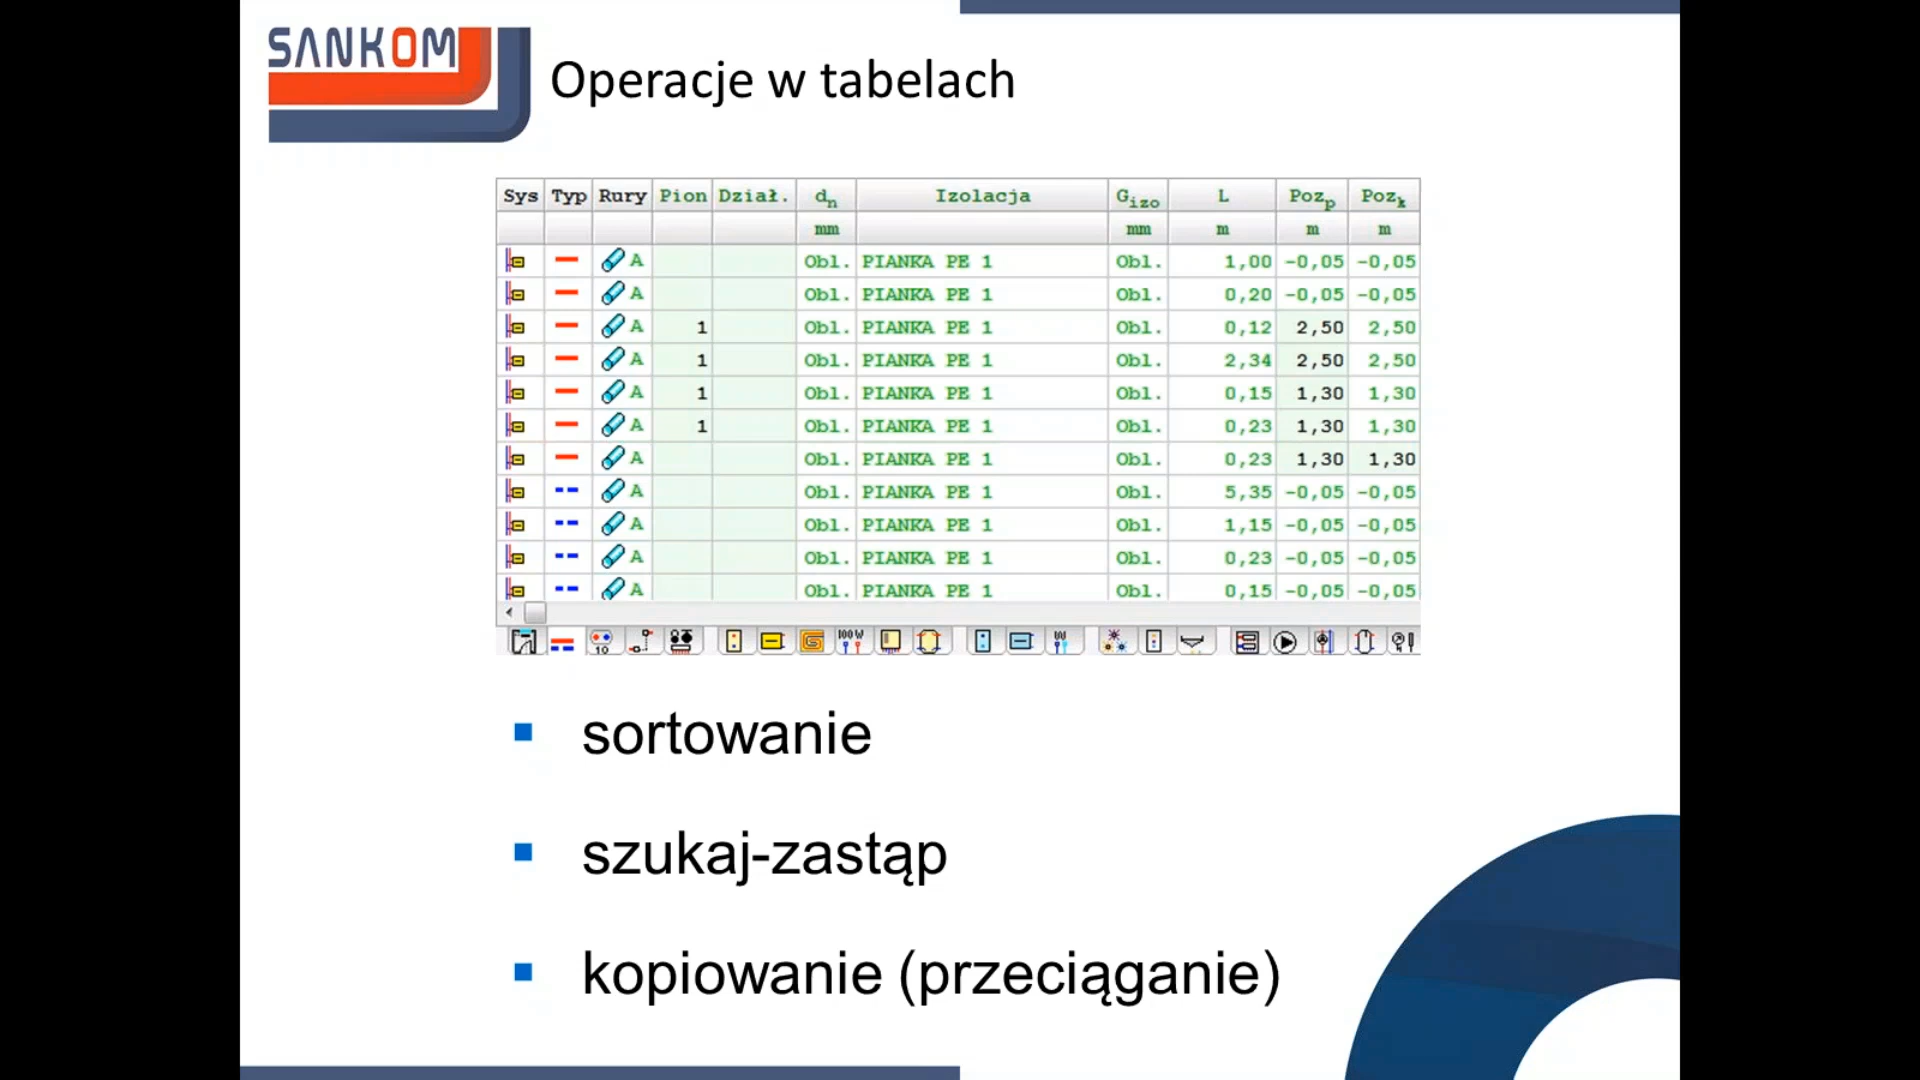 SANKOM
Operacje w tabelach
Sys Typ Rury Pion Dział. dn Izolacja Gizo L Pozp Pozk
mm mm m m m
A Obl. PIANKA PE 1 Obl. 1,00 -0,05 -0,05
A Obl. PIANKA PE 1 Obl. 0,20 -0,05 -0,05
A 1 Obl. PIANKA PE 1 Obl. 0,12 2,50 2,50
A 1 Obl. PIANKA PE 1 Obl. 2,34 2,50 2,50
A 1 Obl. PIANKA PE 1 Obl. 0,15 1,30 1,30
A 1 Obl. PIANKA PE 1 Obl. 0,23 1,30 1,30
A Obl. PIANKA PE 1 Obl. 0,23 1,30 1,30
A Obl. PIANKA PE 1 Obl. 5,35 -0,05 -0,05
A Obl. PIANKA PE 1 Obl. 1,15 -0,05 -0,05
A Obl. PIANKA PE 1 Obl. 0,23 -0,05 -0,05
A Obl. PIANKA PE 1 Obl. 0,15 -0,05 -0,05
10 100 W W
sortowanie
szukaj-zastąp
kopiowanie (przeciąganie)